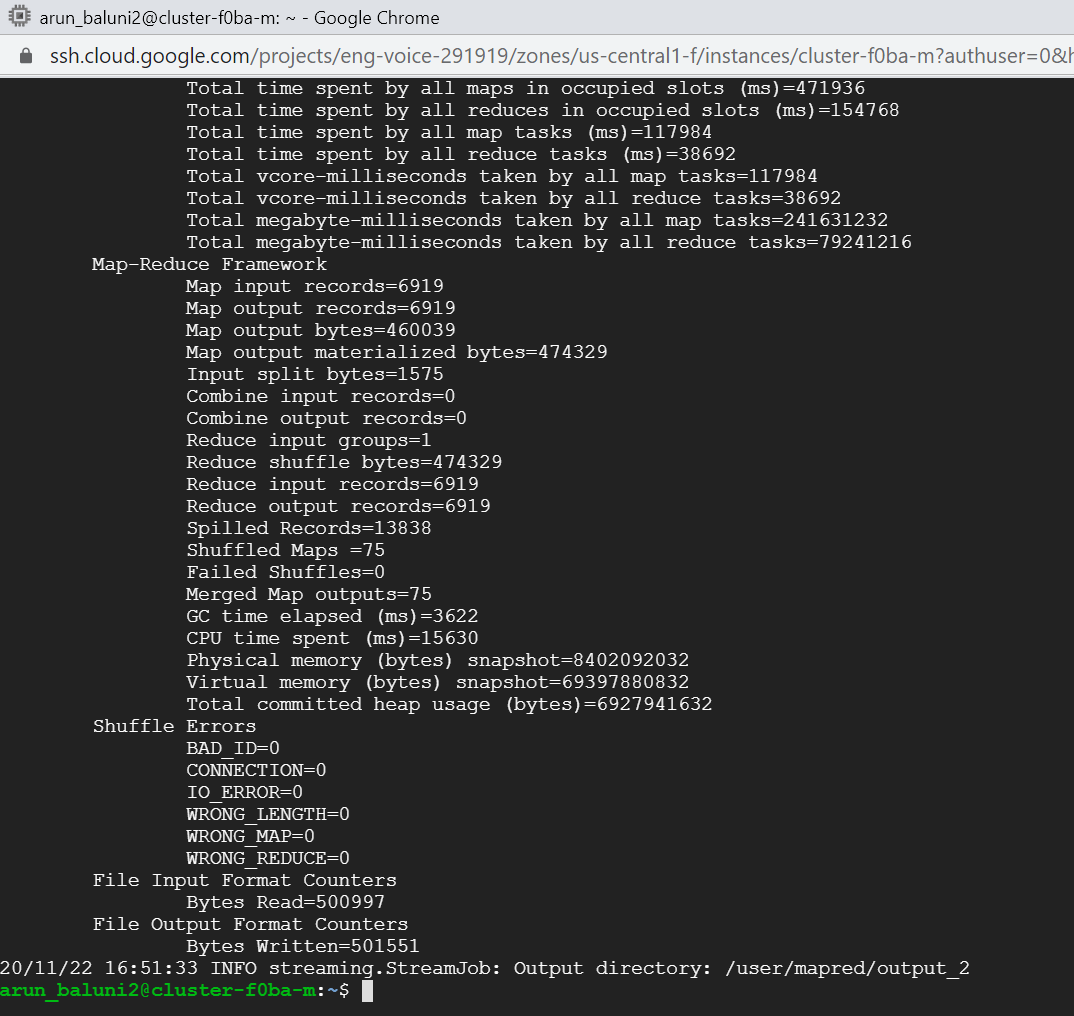 arun_baluni2@cluster-f0ba-m: ~ - Google Chrome
ssh.cloud.google.com/projects/eng-voice-291919/zones/us-central1-f/instances/cluster-f0ba-m?authuser=0&h
Total time spent by all maps in occupied slots (ms)=471936
Total time spent by all reduces in occupied slots (ms)=154768
Total time spent by all map tasks (ms)=117984
Total time spent by all reduce tasks (ms)=38692
Total vcore-milliseconds taken by all map tasks=117984
Total vcore-milliseconds taken by all reduce tasks=38692
Total megabyte-milliseconds taken by all map tasks=241631232
Total megabyte-milliseconds taken by all reduce tasks=79241216
Map-Reduce Framework
Map input records=6919
Map output records=6919
Map output bytes=460039
Map output materialized bytes=474329
Input split bytes=1575
Combine input records=0
Combine output records=0
Reduce input groups=1
Reduce shuffle bytes=474329
Reduce input records=6919
Reduce output records=6919
Spilled Records=13838
Shuffled Maps =75
Failed Shuffles=0
Merged Map outputs=75
GC time elapsed (ms)=3622
CPU time spent (ms)=15630
Physical memory (bytes) snapshot=8402092032
Virtual memory (bytes) snapshot=69397880832
Total committed heap usage (bytes)=6927941632
Shuffle Errors
BAD_ID=0
CONNECTION=0
IO_ERROR=0
WRONG_LENGTH=0
WRONG_MAP=0
WRONG_REDUCE=0
File Input Format Counters
Bytes Read=500997
File Output Format Counters
Bytes Written=501551
20/11/22 16:51:33 INFO streaming.StreamJob: Output directory: /user/mapred/output_2
arun_baluni2@cluster-f0ba-m:~$